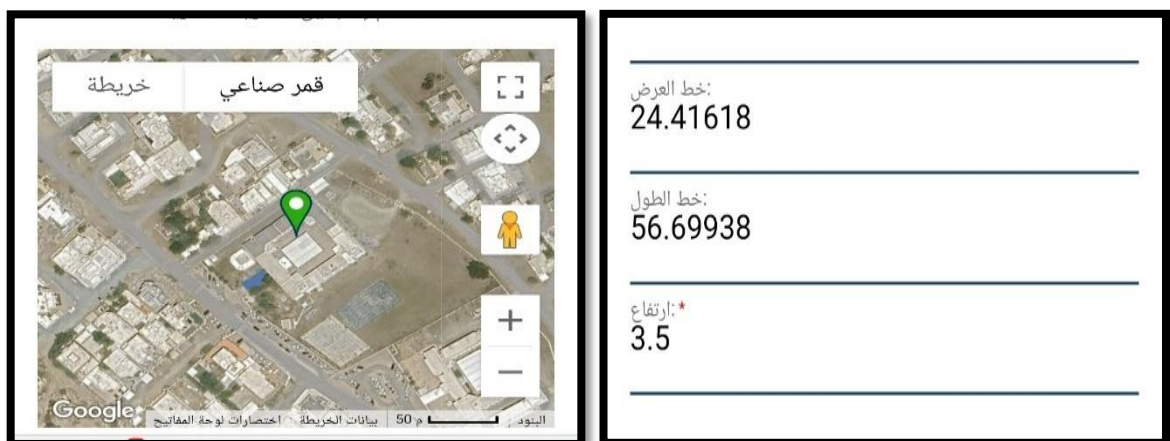 خريطة
قمر صناعي
Google
اختصارات لوحة المفاتيح
بيانات الخريطة
50 م
البنود
خط العرض:
24.41618
خط الطول:
56.69938
ارتفاع:*
3.5